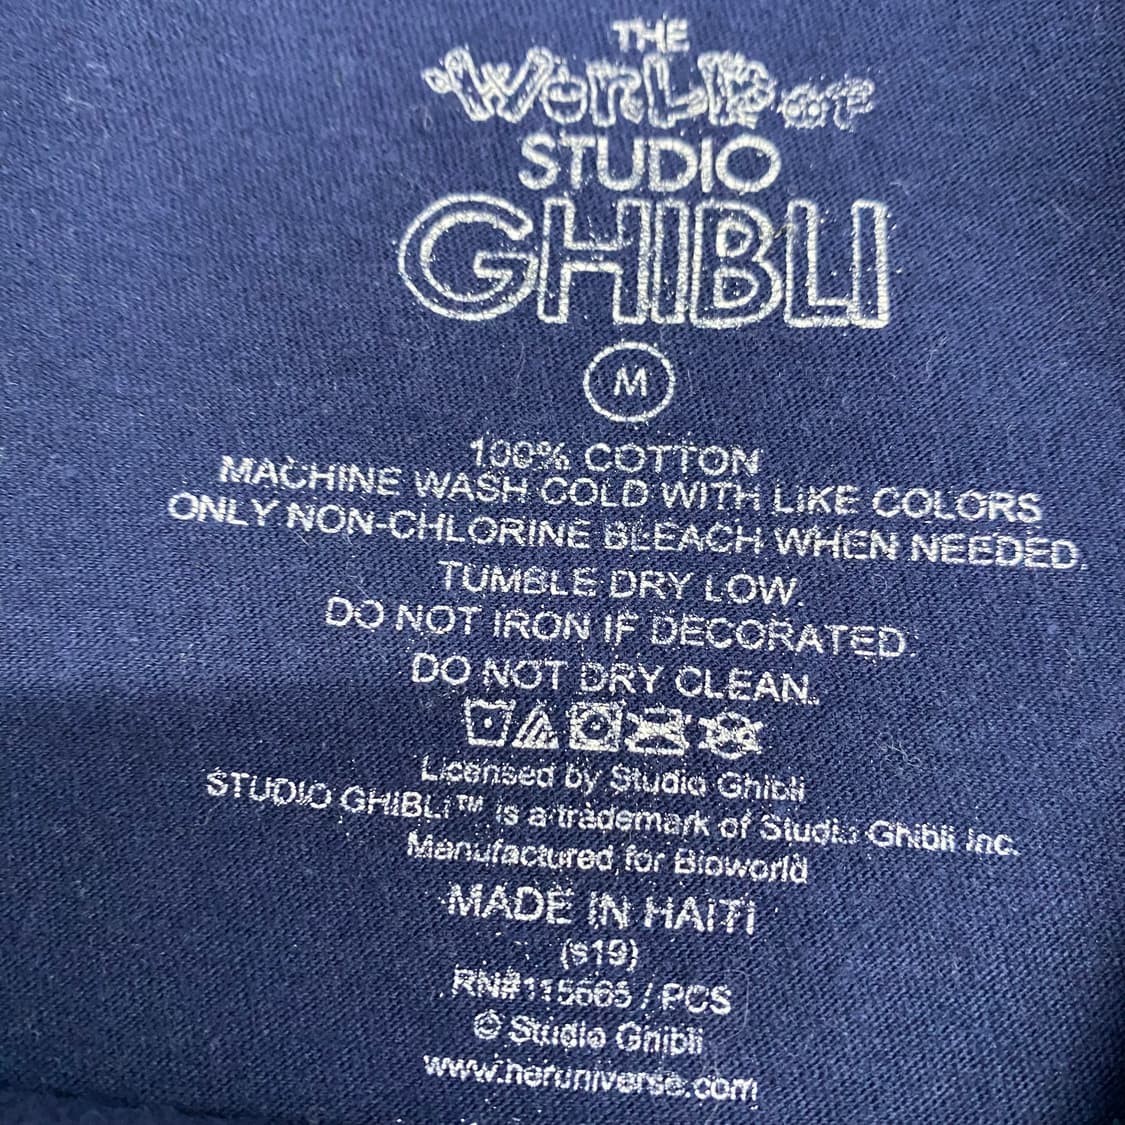 THE
WORLD OF
STUDIO
GHIBLI
M
100% COTTON
MACHINE WASH COLD WITH LIKE COLORS
ONLY NON-CHLORINE BLEACH WHEN NEEDED.
TUMBLE DRY LOW.
DO NOT IRON IF DECORATED.
DO NOT DRY CLEAN.
Licensed by Studio Ghibli
STUDIO GHIBLI™ is a trademark of Studio Ghibli Inc.
Manufactured for Bioworld
MADE IN HAITI
(s19)
RN#115665 / PCS
© Studio Ghibli
www.heruniverse.com